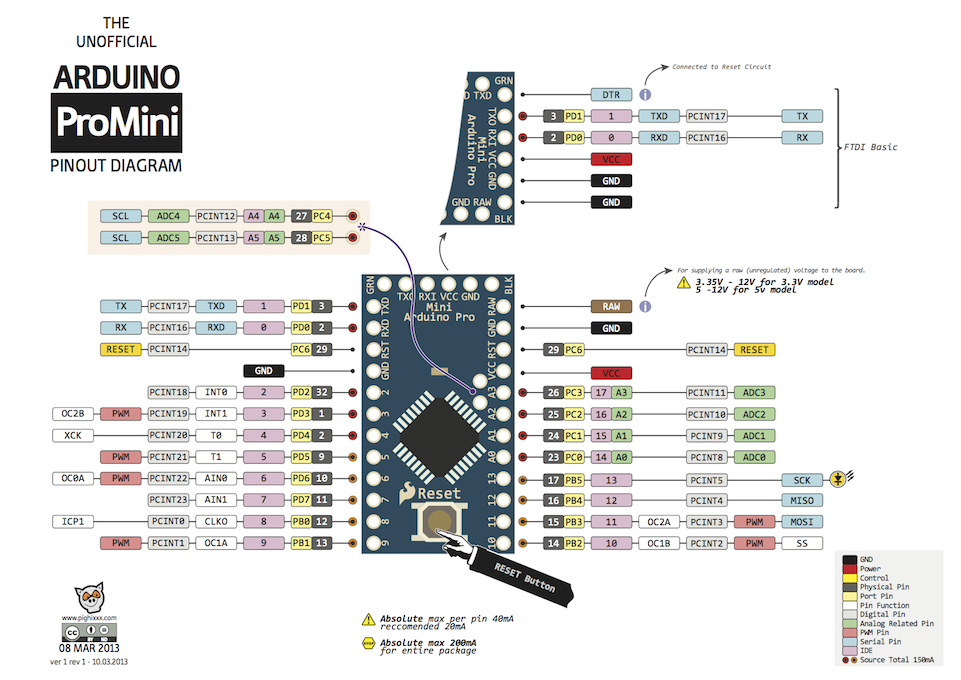 THE
UNOFFICIAL
ARDUINO
ProMini
PINOUT DIAGRAM
Connected to Reset Circuit
GRN
TXD
DTR i
TXO 3 PD1 1 TXD PCINT17 TX
RXI 2 PD0 0 RXD PCINT16 RX
VCC VCC
GND GND
GND
FTDI Basic
Mini
Arduino Pro
GND RAW
BLK
SCL ADC4 PCINT12 A4 A4 27 PC4
SCL ADC5 PCINT13 A5 A5 28 PC5
*
For supplying a raw (unregulated) voltage to the board.
3.35V - 12V for 3.3V model
5 -12V for 5v model
GRN BLK
TXO RXI VCC GND
Mini
Arduino Pro
TX PCINT17 TXD 1 PD1 3 TXD
RX PCINT16 RXD 0 PD0 2 RXD
RESET PCINT14 PC6 29 RST
GND GND
PCINT18 INT0 2 PD2 32 2
OC2B PWM PCINT19 INT1 3 PD3 1 3
XCK PCINT20 T0 4 PD4 2 4
PWM PCINT21 T1 5 PD5 9 5
OC0A PWM PCINT22 AIN0 6 PD6 10 6
PCINT23 AIN1 7 PD7 11 7
ICP1 PCINT0 CLKO 8 PB0 12 8
PWM PCINT1 OC1A 9 PB1 13 9
RAW RAW i
GND GND
RST 29 PC6 PCINT14 RESET
VCC VCC
A3 26 PC3 17 A3 PCINT11 ADC3
A2 25 PC2 16 A2 PCINT10 ADC2
A1 24 PC1 15 A1 PCINT9 ADC1
A0 23 PC0 14 A0 PCINT8 ADC0
13 17 PB5 13 PCINT5 SCK
12 16 PB4 12 PCINT4 MISO
11 15 PB3 11 OC2A PCINT3 PWM MOSI
10 14 PB2 10 OC1B PCINT2 PWM SS
Reset
RESET Button
www.pighixxx.com
cc BY ND
08 MAR 2013
ver 1 rev 1 - 10.03.2013
Absolute max per pin 40mA
reccomended 20mA
Absolute max 200mA
for entire package
GND
Power
Control
Physical Pin
Port Pin
Pin Function
Digital Pin
Analog Related Pin
PWM Pin
Serial Pin
IDE
Source Total 150mA